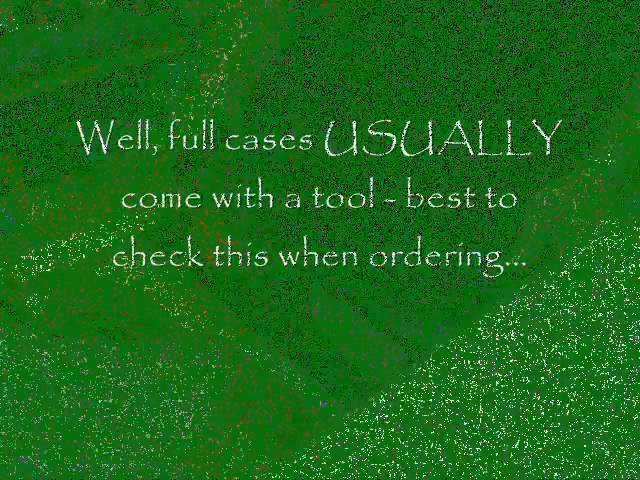 Well, full cases USUALLY
come with a tool - best to
check this when ordering...